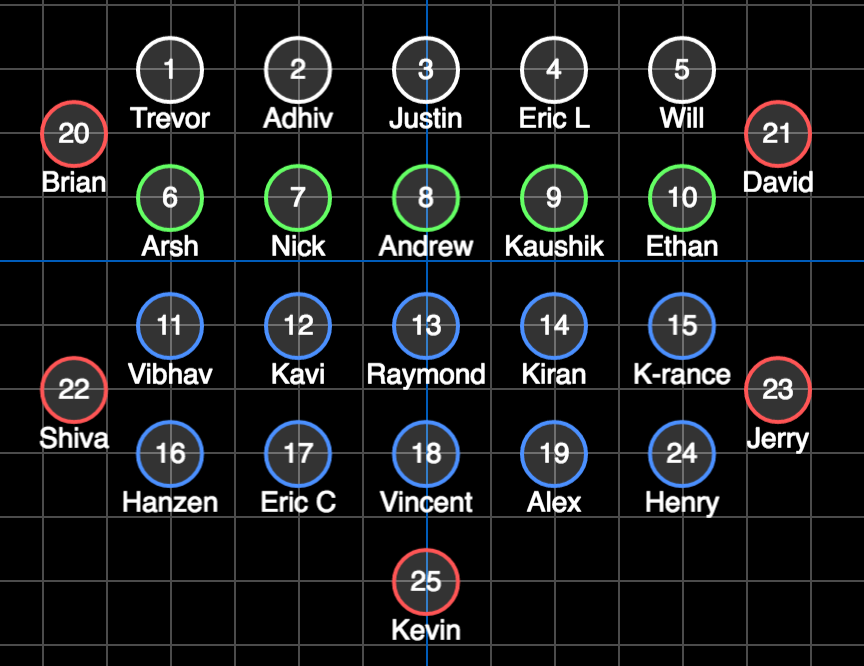 1 2 3 4 5
Trevor Adhiv Justin Eric L Will
20 21
Brian David
6 7 8 9 10
Arsh Nick Andrew Kaushik Ethan
11 12 13 14 15
Vibhav Kavi Raymond Kiran K-rance
22 23
Shiva Jerry
16 17 18 19 24
Hanzen Eric C Vincent Alex Henry
25
Kevin